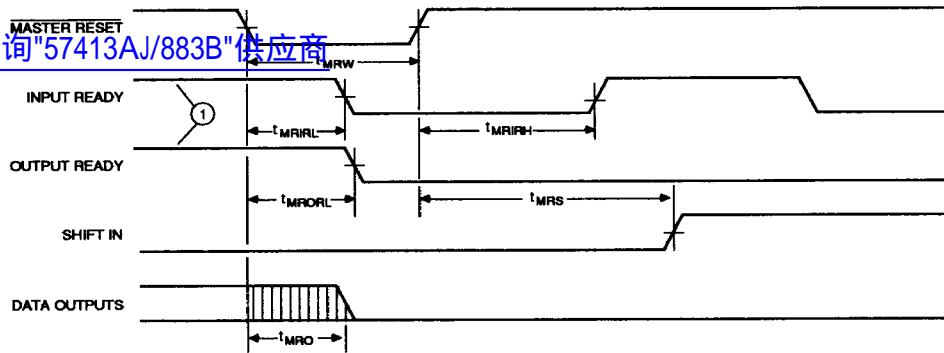 MASTER RESET
询"57413AJ/883B"供应商
tMRW
INPUT READY
1
tMRIRL
tMRIRH
OUTPUT READY
tMRORL
tMRS
SHIFT IN
DATA OUTPUTS
tMRO